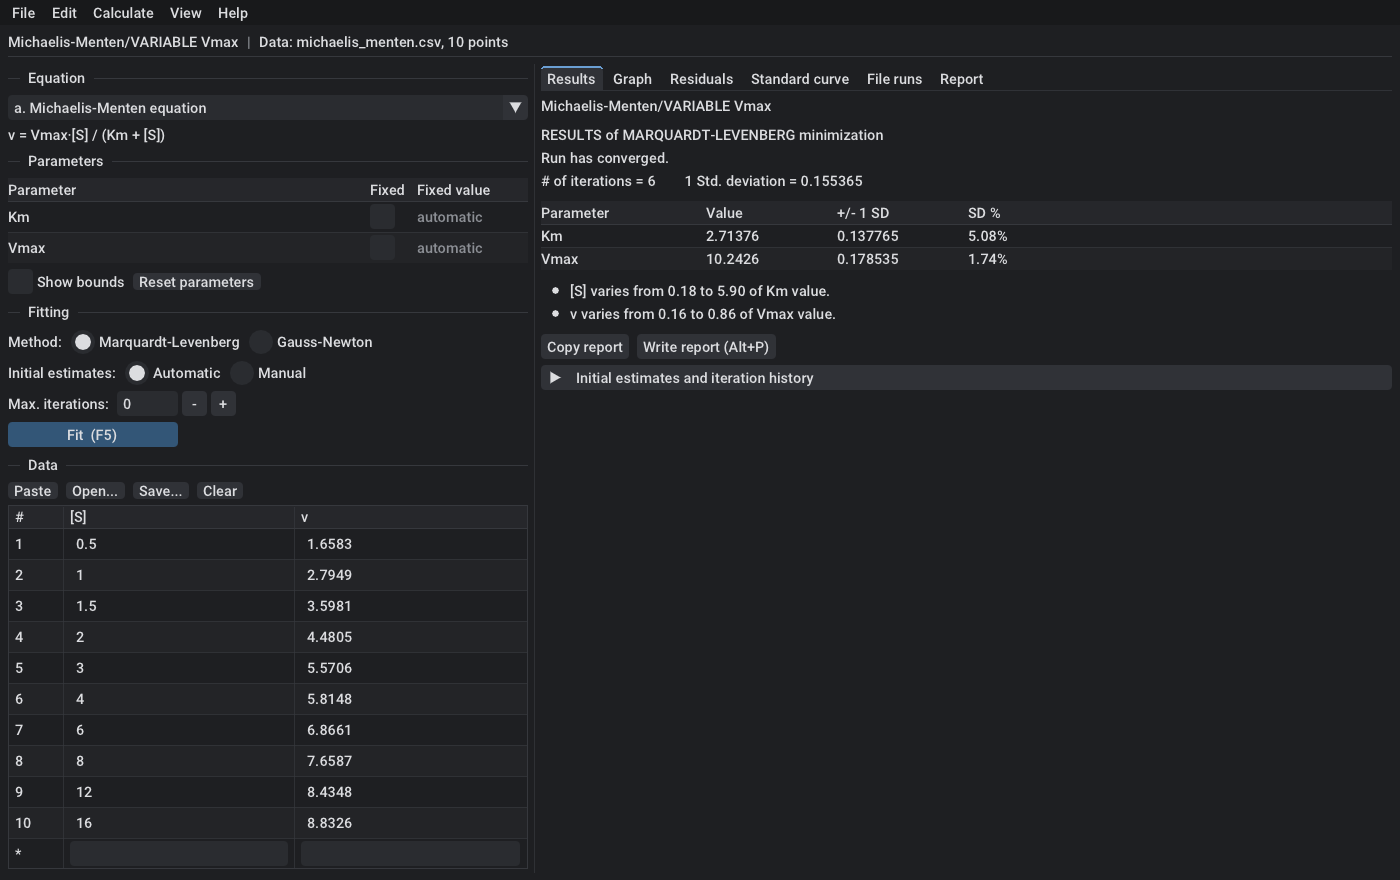 File Edit Calculate View Help
Michaelis-Menten/VARIABLE Vmax | Data: michaelis_menten.csv, 10 points
Equation
a. Michaelis-Menten equation
v = Vmax·[S] / (Km + [S])
Parameters
Parameter Fixed Fixed value
Km automatic
Vmax automatic
Show bounds Reset parameters
Fitting
Method: Marquardt-Levenberg Gauss-Newton
Initial estimates: Automatic Manual
Max. iterations: 0 - +
Fit (F5)
Data
Paste Open... Save... Clear
# [S] v
1 0.5 1.6583
2 1 2.7949
3 1.5 3.5981
4 2 4.4805
5 3 5.5706
6 4 5.8148
7 6 6.8661
8 8 7.6587
9 12 8.4348
10 16 8.8326
*
Results Graph Residuals Standard curve File runs Report
Michaelis-Menten/VARIABLE Vmax
RESULTS of MARQUARDT-LEVENBERG minimization
Run has converged.
# of iterations = 6 1 Std. deviation = 0.155365
Parameter Value +/- 1 SD SD %
Km 2.71376 0.137765 5.08%
Vmax 10.2426 0.178535 1.74%
• [S] varies from 0.18 to 5.90 of Km value.
• v varies from 0.16 to 0.86 of Vmax value.
Copy report Write report (Alt+P)
Initial estimates and iteration history